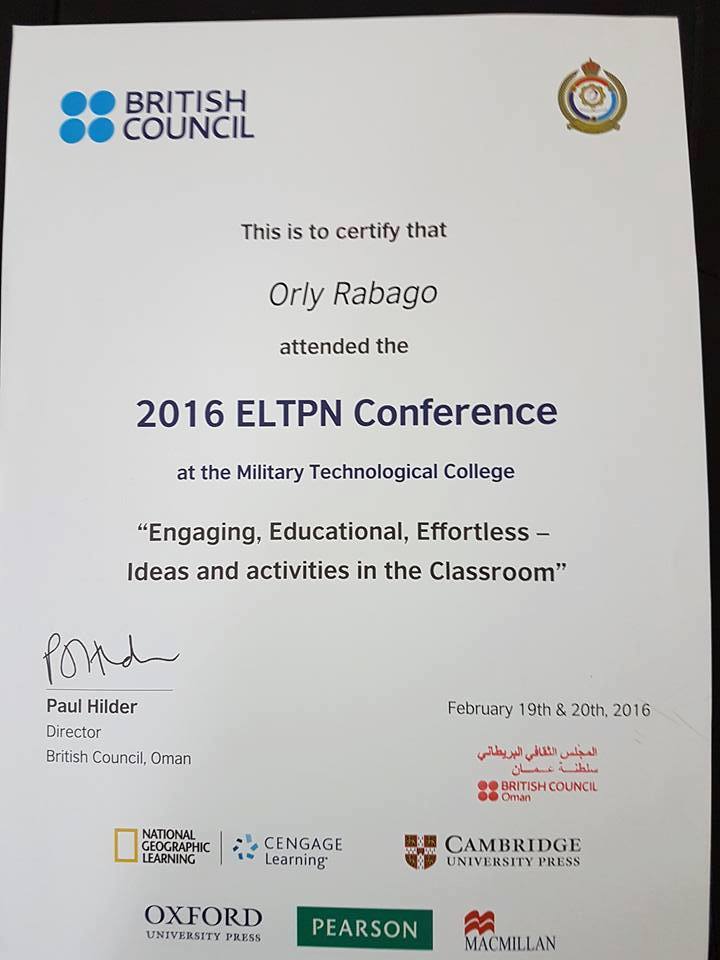 BRITISH
COUNCIL
This is to certify that
Orly Rabago
attended the
2016 ELTPN Conference
at the Military Technological College
“Engaging, Educational, Effortless –
Ideas and activities in the Classroom”
Paul Hilder
Director
British Council, Oman
February 19th & 20th, 2016
المجلس الثقافي البريطاني
سلطنة عمان
BRITISH COUNCIL
Oman
NATIONAL
GEOGRAPHIC
LEARNING
CENGAGE
Learning
CAMBRIDGE
UNIVERSITY PRESS
OXFORD
UNIVERSITY PRESS
PEARSON
MACMILLAN